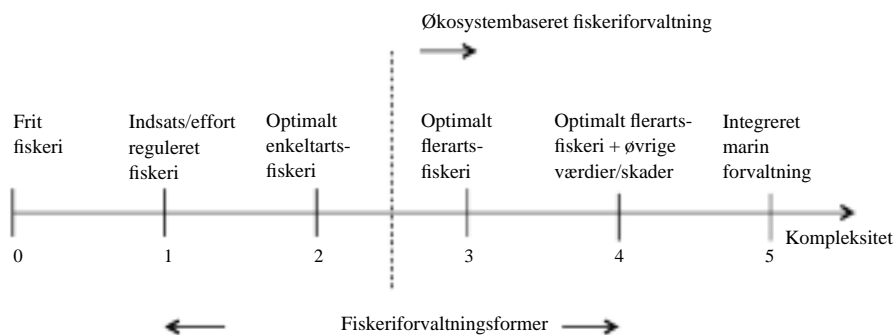 Økosystembaseret fiskeriforvaltning
Frit
fiskeri
Indsats/effort
reguleret
fiskeri
Optimalt
enkeltarts-
fiskeri
Optimalt
flerarts-
fiskeri
Optimalt flerarts-
fiskeri + øvrige
værdier/skader
Integreret
marin
forvaltning
Kompleksitet
0 1 2 3 4 5
Fiskeriforvaltningsformer